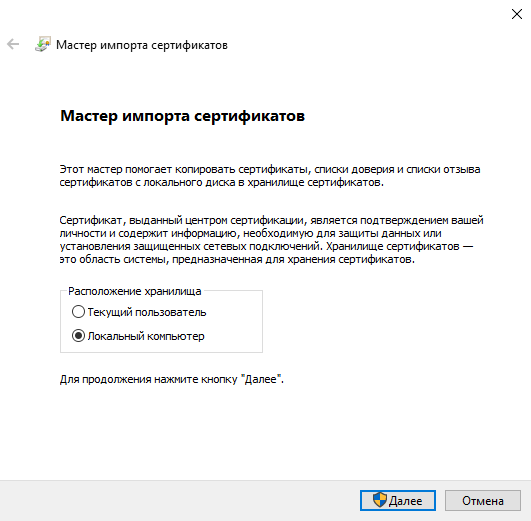 Мастер импорта сертификатов
Мастер импорта сертификатов
Этот мастер помогает копировать сертификаты, списки доверия и списки отзыва
сертификатов с локального диска в хранилище сертификатов.
Сертификат, выданный центром сертификации, является подтверждением вашей
личности и содержит информацию, необходимую для защиты данных или
установления защищенных сетевых подключений. Хранилище сертификатов —
это область системы, предназначенная для хранения сертификатов.
Расположение хранилища
Текущий пользователь
Локальный компьютер
Для продолжения нажмите кнопку "Далее".
Далее
Отмена